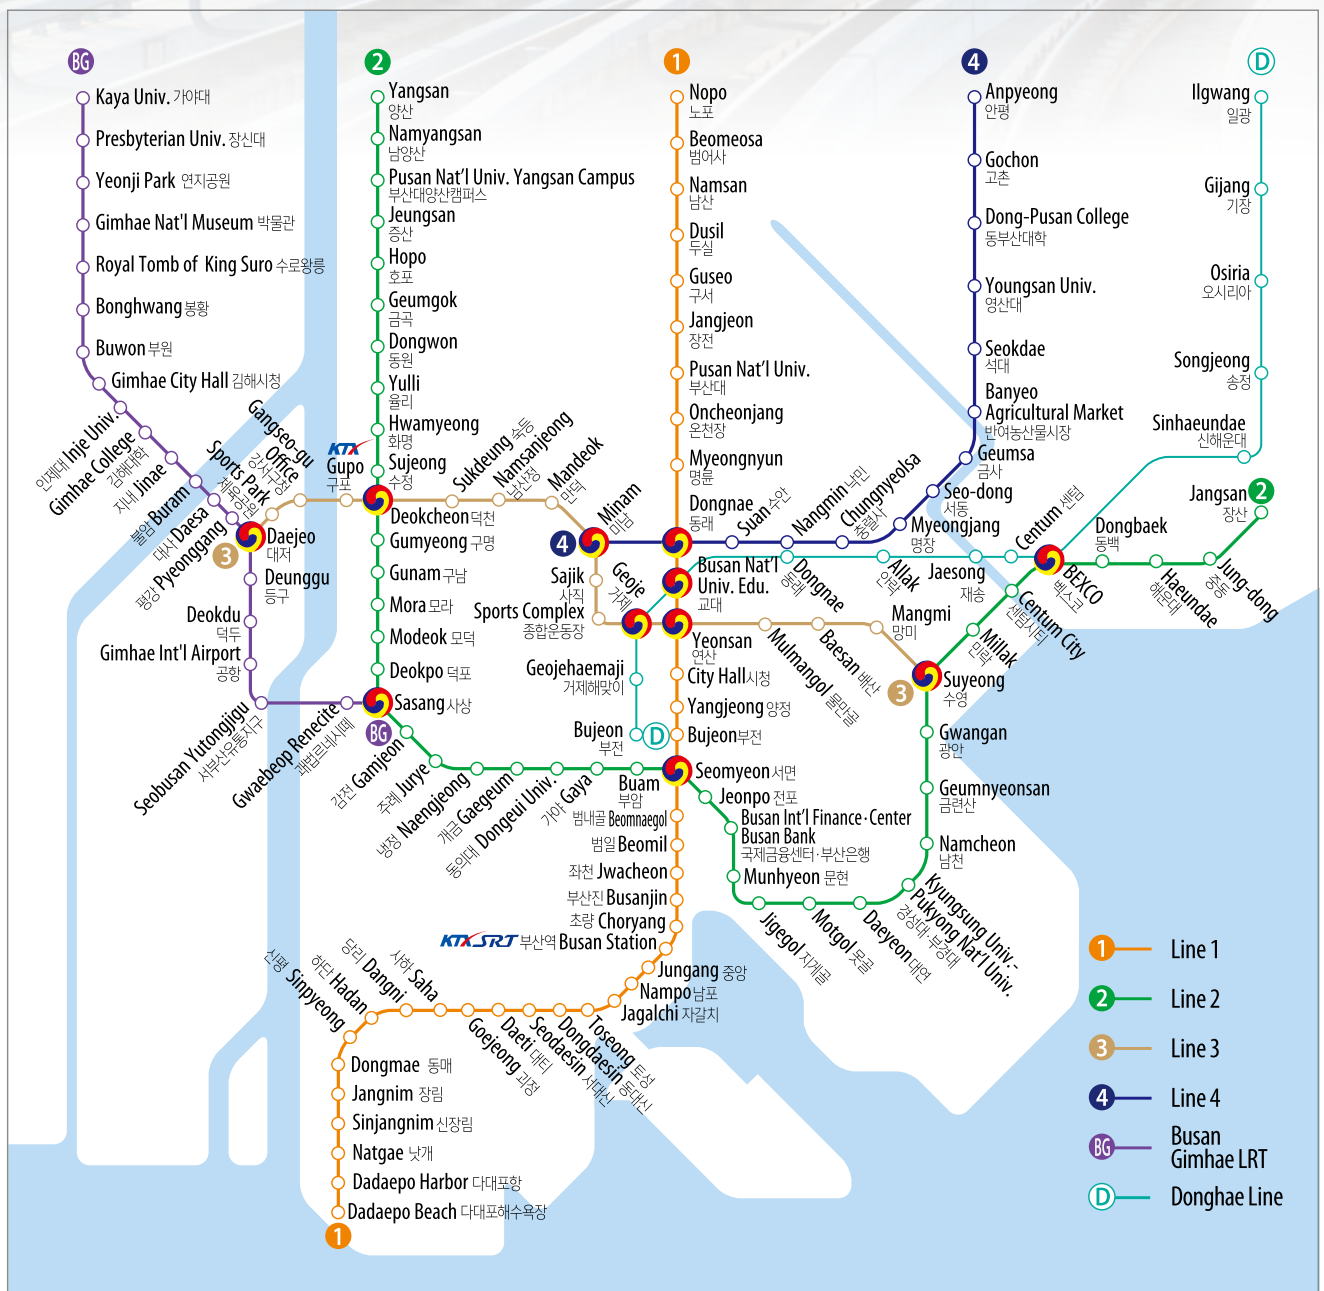 BG
Kaya Univ. 가야대
Presbyterian Univ. 장신대
Yeonji Park 연지공원
Gimhae Nat'l Museum 박물관
Royal Tomb of King Suro 수로왕릉
Bonghwang 봉황
Buwon 부원
Gimhae City Hall 김해시청
인제대 Inje Univ.
Gimhae College
김해대학
지내 Jinae
불암 Buram
대사 Daesa
평강 Pyeonggang
3
Daejeo
대저
Deunggu
등구
Deokdu
덕두
Gimhae Int'l Airport
공항
Seobusan Yutongjigu
서부산유통지구
Gwaebeop Renecite
괘법르네시떼
Sports Park
체육공원
Gangseo-gu
Office
강서구청
KTX
Gupo
구포
2
Yangsan
양산
Namyangsan
남양산
Pusan Nat'l Univ. Yangsan Campus
부산대양산캠퍼스
Jeungsan
증산
Hopo
호포
Geumgok
금곡
Dongwon
동원
Yulli
율리
Hwamyeong
화명
Sujeong
수정
Deokcheon 덕천
Gumyeong 구명
Gunam 구남
Mora 모라
Modeok 모덕
Deokpo 덕포
Sasang 사상
BG
감전 Gamjeon
주례 Jurye
냉정 Naengjeong
개금 Gaegeum
동의대 Dongeui Univ.
가야 Gaya
Buam
부암
Sukdeung 숙등
Namsanjeong
남산정
Mandeok
만덕
Minam
미남
4
Sajik
사직
Sports Complex
종합운동장
Geoje
거제
Geojehaemaji
거제해맞이
Bujeon
부전
D
1
Nopo
노포
Beomeosa
범어사
Namsan
남산
Dusil
두실
Guseo
구서
Jangjeon
장전
Pusan Nat'l Univ.
부산대
Oncheonjang
온천장
Myeongnyun
명륜
Dongnae
동래
Busan Nat'l
Univ. Edu.
교대
Yeonsan
연산
City Hall 시청
Yangjeong 양정
Bujeon 부전
Seomyeon 서면
범내골 Beomnaegol
범일 Beomil
좌천 Jwacheon
부산진 Busanjin
초량 Choryang
KTX SRT 부산역 Busan Station
Jungang 중앙
Nampo 남포
Jagalchi 자갈치
Toseong 토성
Dongdaesin 동대신
Seodaesin 서대신
Daeti 대티
Goejeong 괴정
사하 Saha
당리 Dangni
하단 Hadan
신평 Sinpyeong
Dongmae 동매
Jangnim 장림
Sinjangnim 신장림
Natgae 낫개
Dadaepo Harbor 다대포항
Dadaepo Beach 다대포해수욕장
1
Jeonpo 전포
Busan Int'l Finance·Center
Busan Bank
국제금융센터·부산은행
Munhyeon 문현
Jigegol 지게골
Motgol 못골
Daeyeon 대연
Kyungsung Univ.-
Pukyong Nat'l Univ.
경성대·부경대
Namcheon
남천
Geumnyeonsan
금련산
Gwangan
광안
Suyeong
수영
3
Millak
민락
Centum City
센텀시티
BEXCO
벡스코
Dongbaek
동백
Haeundae
해운대
Jung-dong
중동
Jangsan
장산
2
Mulmangol 물만골
Baesan 배산
Mangmi
망미
4
Anpyeong
안평
Gochon
고촌
Dong-Pusan College
동부산대학
Youngsan Univ.
영산대
Seokdae
석대
Banyeo
Agricultural Market
반여농산물시장
Geumsa
금사
Seo-dong
서동
Myeongjang
명장
Chungnyeolsa
충렬사
Nangmin 낙민
Suan 수안
D
Ilgwang
일광
Gijang
기장
Osiria
오시리아
Songjeong
송정
Sinhaeundae
신해운대
Centum 센텀
Jaesong
재송
Allak
안락
Dongnae
동래
1 Line 1
2 Line 2
3 Line 3
4 Line 4
BG Busan
Gimhae LRT
D Donghae Line